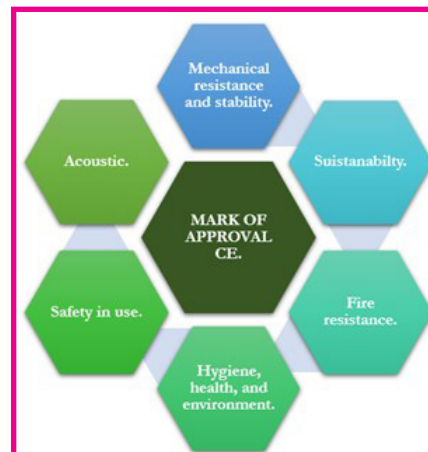 Mechanical
resistance
and stability.
Acoustic.
Suistanabilty.
MARK OF
APPROVAL
CE.
Safety in use.
Fire
resistance.
Hygiene,
health, and
environment.